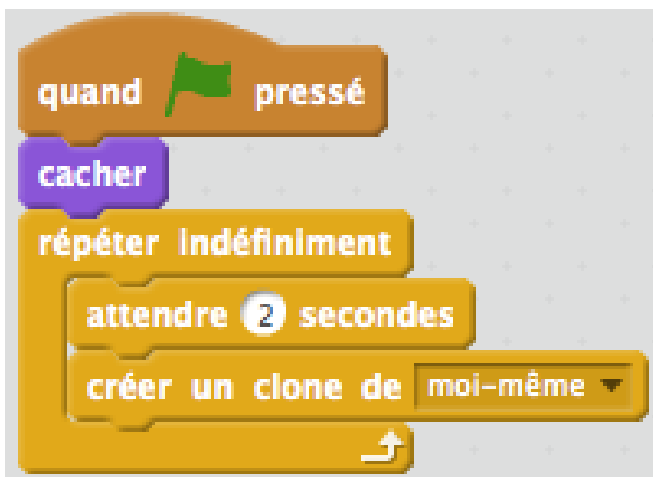 quand pressé
cacher
répéter indéfiniment
attendre 2 secondes
créer un clone de moi-même